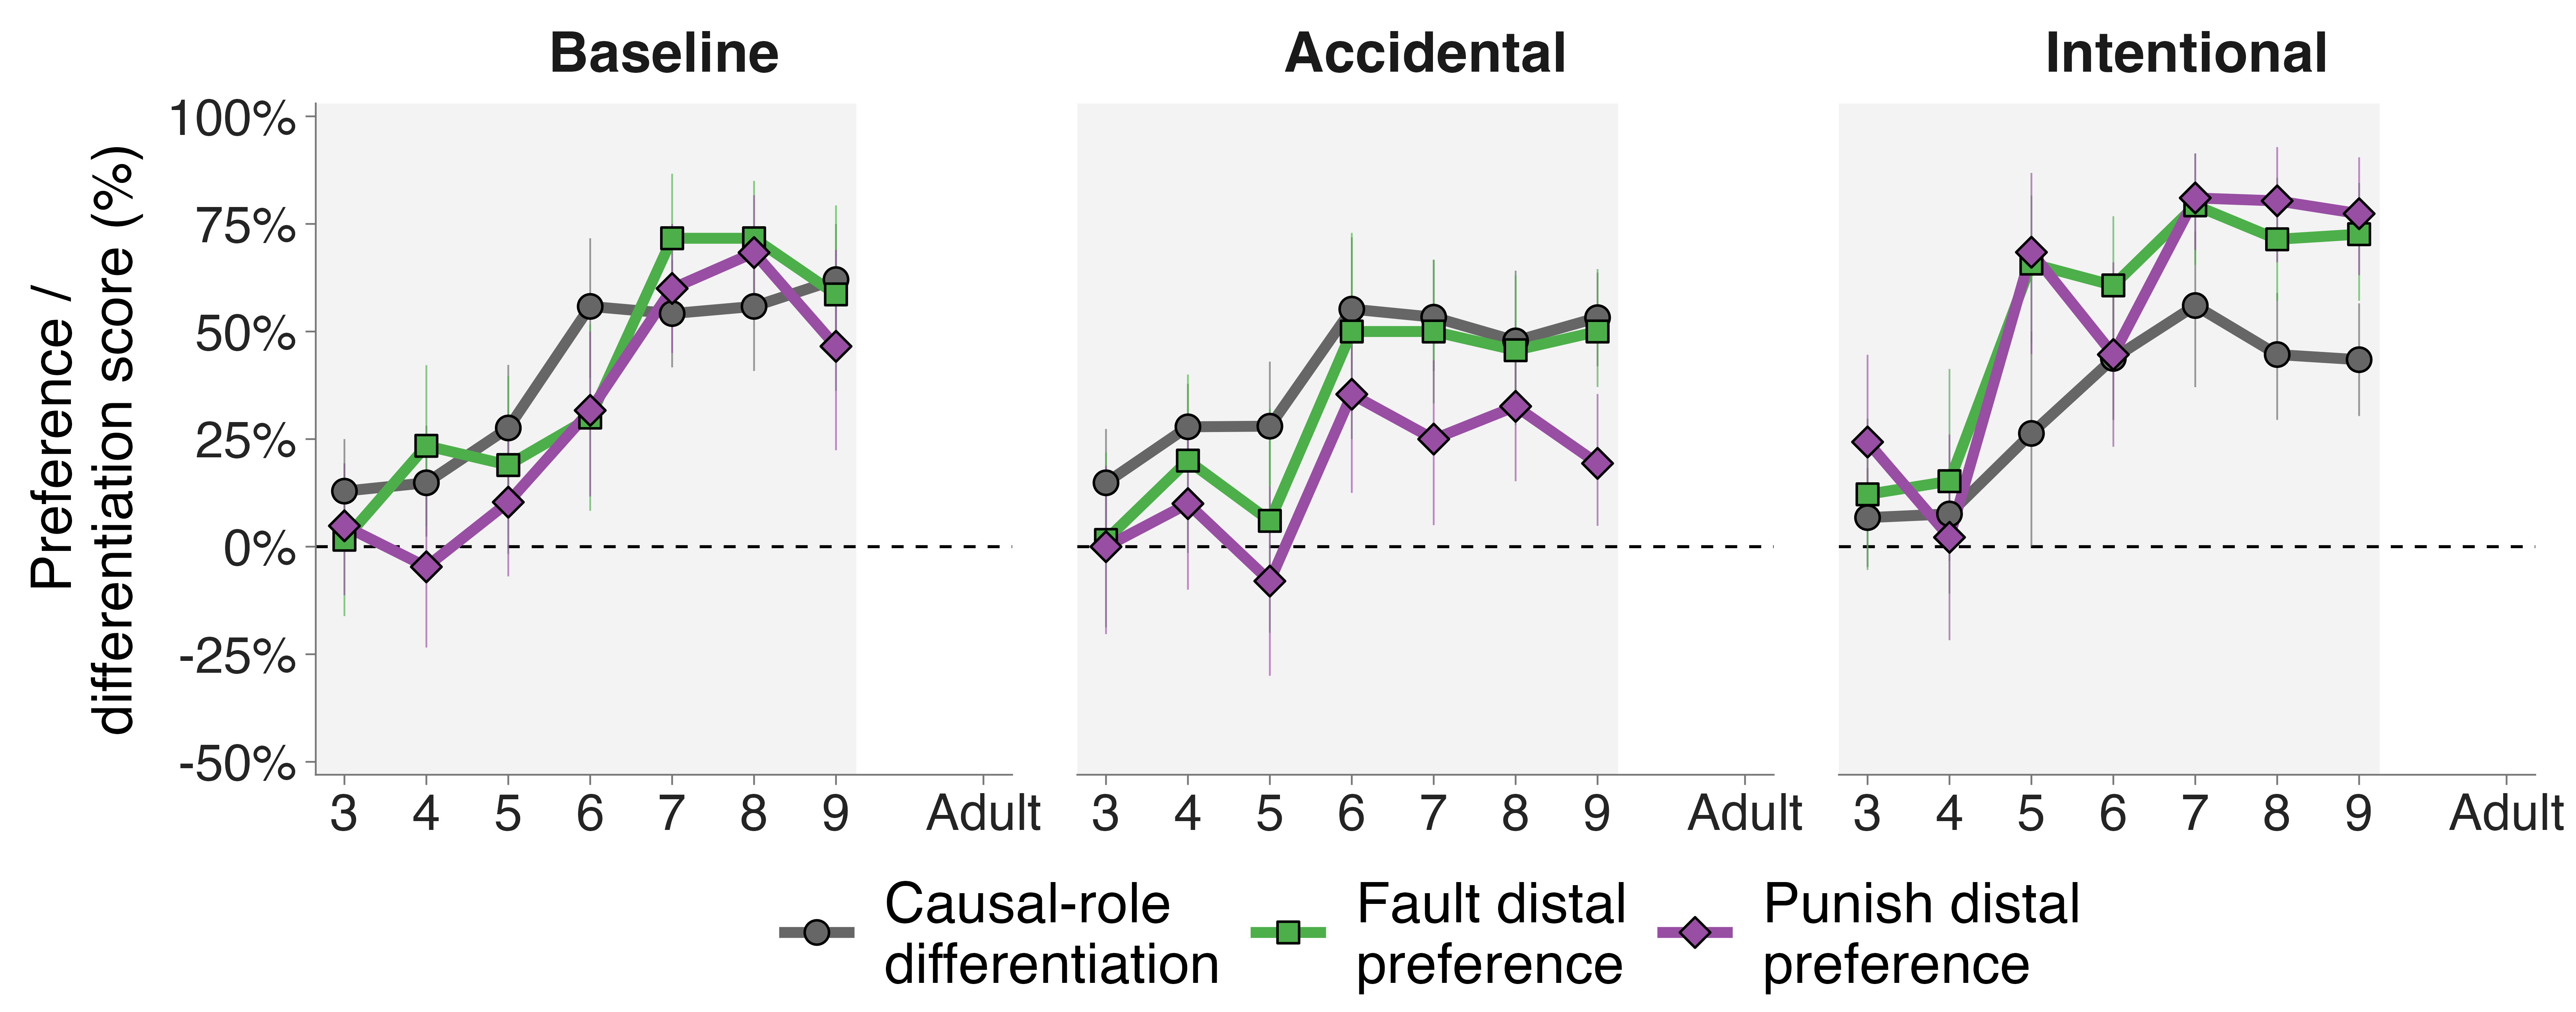 Baseline
Accidental
Intentional
Preference /
differentiation score (%)
100%
75%
50%
25%
0%
-25%
-50%
3 4 5 6 7 8 9 Adult
3 4 5 6 7 8 9 Adult
3 4 5 6 7 8 9 Adult
Causal-role
differentiation
Fault distal
preference
Punish distal
preference